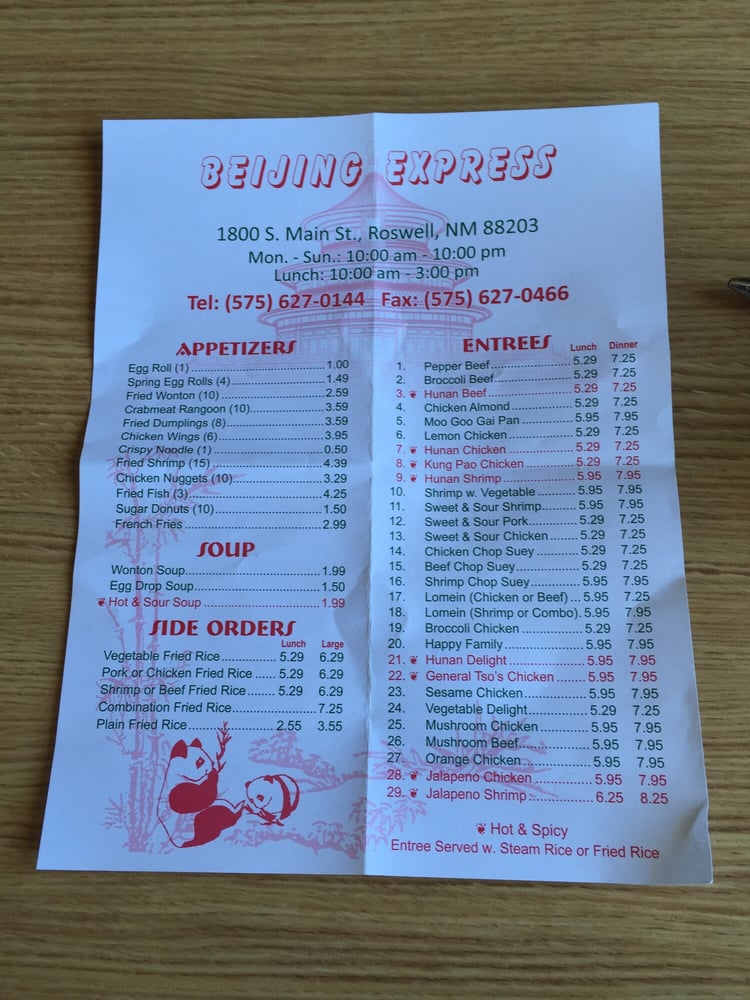 BEIJING EXPRESS
1800 S. Main St., Roswell, NM 88203
Mon. - Sun.: 10:00 am - 10:00 pm
Lunch: 10:00 am - 3:00 pm
Tel: (575) 627-0144 Fax: (575) 627-0466
APPETIZERS
Egg Roll (1) 1.00
Spring Egg Rolls (4) 1.49
Fried Wonton (10) 2.59
Crabmeat Rangoon (10) 3.59
Fried Dumplings (8) 3.59
Chicken Wings (6) 3.95
Crispy Noodle (1) 0.50
Fried Shrimp (15) 4.39
Chicken Nuggets (10) 3.29
Fried Fish (3) 4.25
Sugar Donuts (10) 1.50
French Fries 2.99
SOUP
Wonton Soup 1.99
Egg Drop Soup 1.50
Hot & Sour Soup 1.99
SIDE ORDERS
Lunch Large
Vegetable Fried Rice 5.29 6.29
Pork or Chicken Fried Rice 5.29 6.29
Shrimp or Beef Fried Rice 5.29 6.29
Combination Fried Rice 7.25
Plain Fried Rice 2.55 3.55
ENTREES Lunch Dinner
1. Pepper Beef 5.29 7.25
2. Broccoli Beef 5.29 7.25
3. Hunan Beef 5.29 7.25
4. Chicken Almond 5.29 7.25
5. Moo Goo Gai Pan 5.95 7.95
6. Lemon Chicken 5.29 7.25
7. Hunan Chicken 5.29 7.25
8. Kung Pao Chicken 5.29 7.25
9. Hunan Shrimp 5.95 7.95
10. Shrimp w. Vegetable 5.95 7.95
11. Sweet & Sour Shrimp 5.95 7.95
12. Sweet & Sour Pork 5.29 7.25
13. Sweet & Sour Chicken 5.29 7.25
14. Chicken Chop Suey 5.29 7.25
15. Beef Chop Suey 5.29 7.25
16. Shrimp Chop Suey 5.95 7.95
17. Lomein (Chicken or Beef) 5.95 7.25
18. Lomein (Shrimp or Combo) 5.95 7.95
19. Broccoli Chicken 5.29 7.25
20. Happy Family 5.95 7.95
21. Hunan Delight 5.95 7.95
22. General Tso's Chicken 5.95 7.95
23. Sesame Chicken 5.95 7.95
24. Vegetable Delight 5.29 7.25
25. Mushroom Chicken 5.95 7.95
26. Mushroom Beef 5.95 7.95
27. Orange Chicken 5.95 7.95
28. Jalapeno Chicken 5.95 7.95
29. Jalapeno Shrimp 6.25 8.25
Hot & Spicy
Entree Served w. Steam Rice or Fried Rice